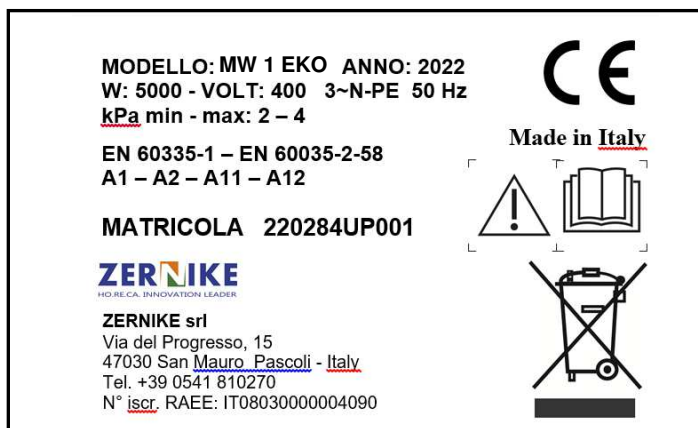 MODELLO: MW 1 EKO ANNO: 2022
W: 5000 - VOLT: 400 3~N-PE 50 Hz
kPa min - max: 2 – 4
EN 60335-1 – EN 60035-2-58
A1 – A2 – A11 – A12
MATRICOLA 220284UP001
ZERNIKE
HO.RE.CA. INNOVATION LEADER
ZERNIKE srl
Via del Progresso, 15
47030 San Mauro Pascoli - Italy
Tel. +39 0541 810270
N° iscr. RAEE: IT08030000004090
CE
Made in Italy